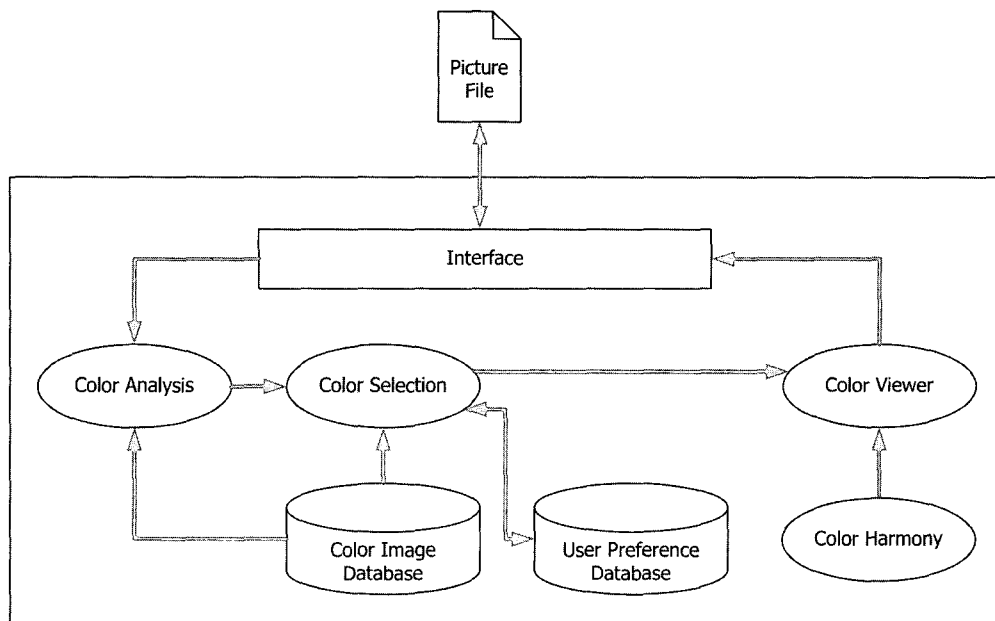 Picture
File
Interface
Color Analysis
Color Selection
Color Viewer
Color Image
Database
User Preference
Database
Color Harmony